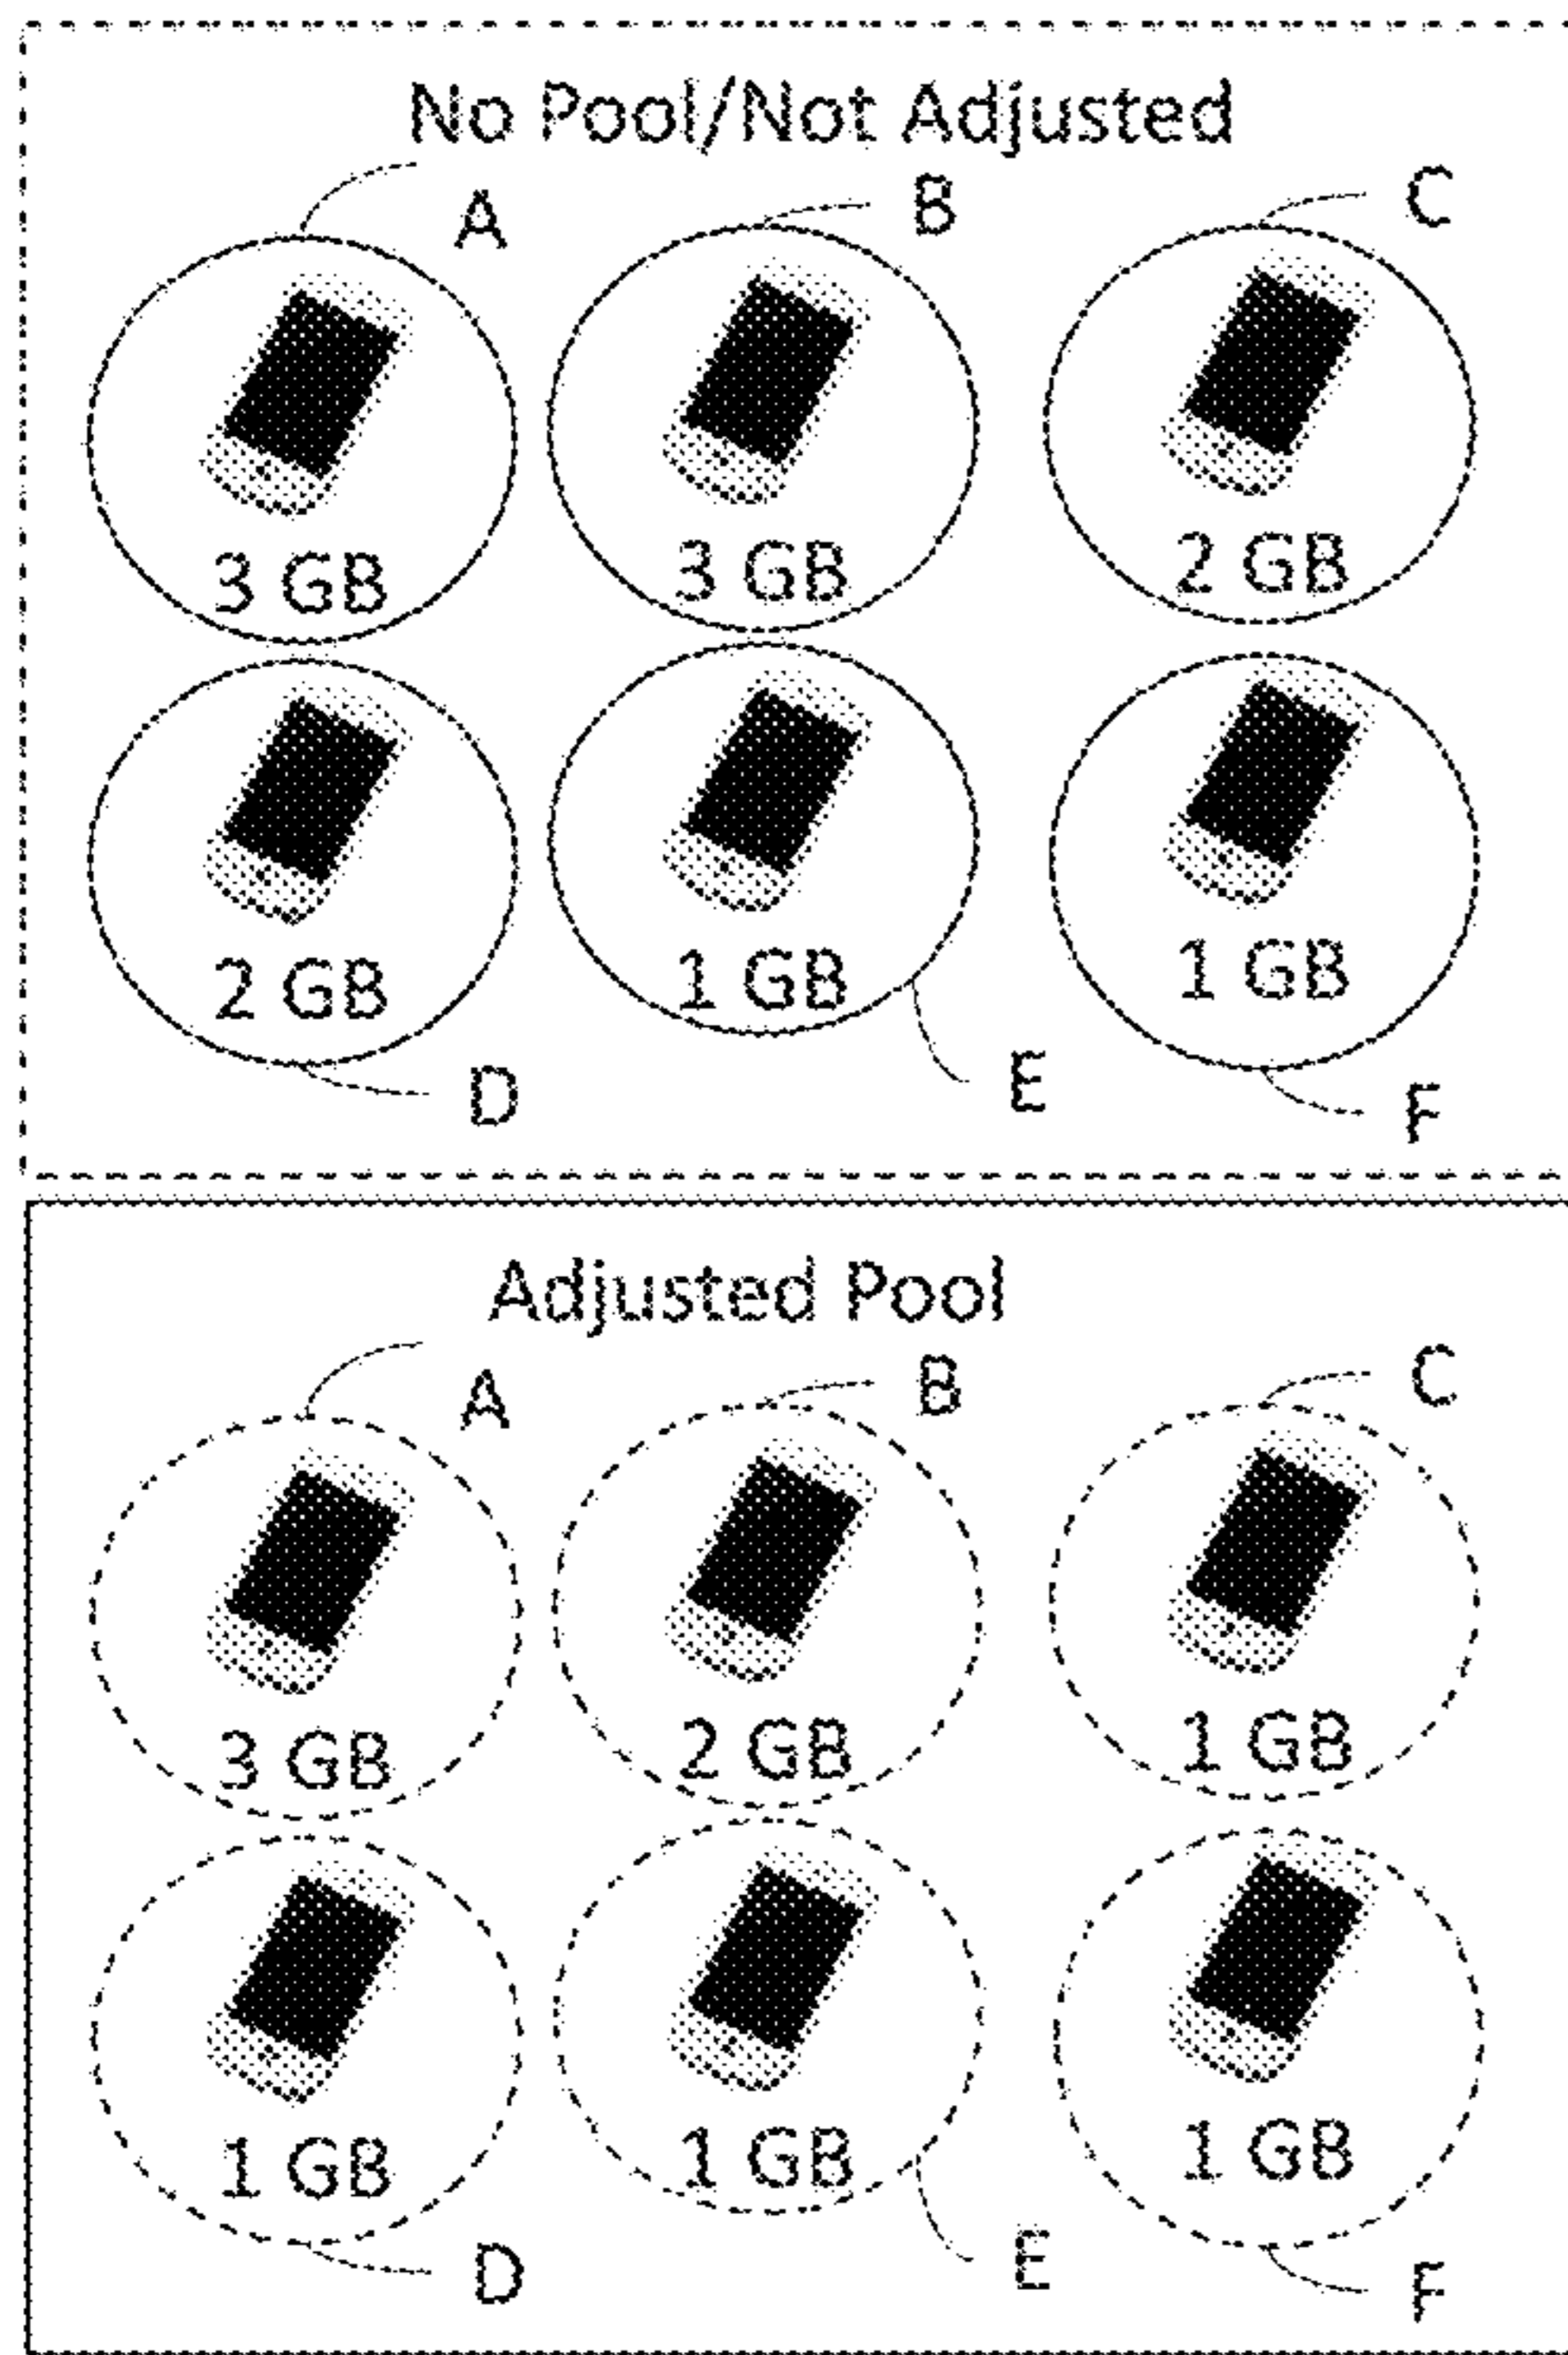 No Pool/Not Adjusted
A B C
3 GB 3 GB 2 GB
2 GB 1 GB 1 GB
D E F
Adjusted Pool
A B C
3 GB 2 GB 1 GB
1 GB 1 GB 1 GB
D E F